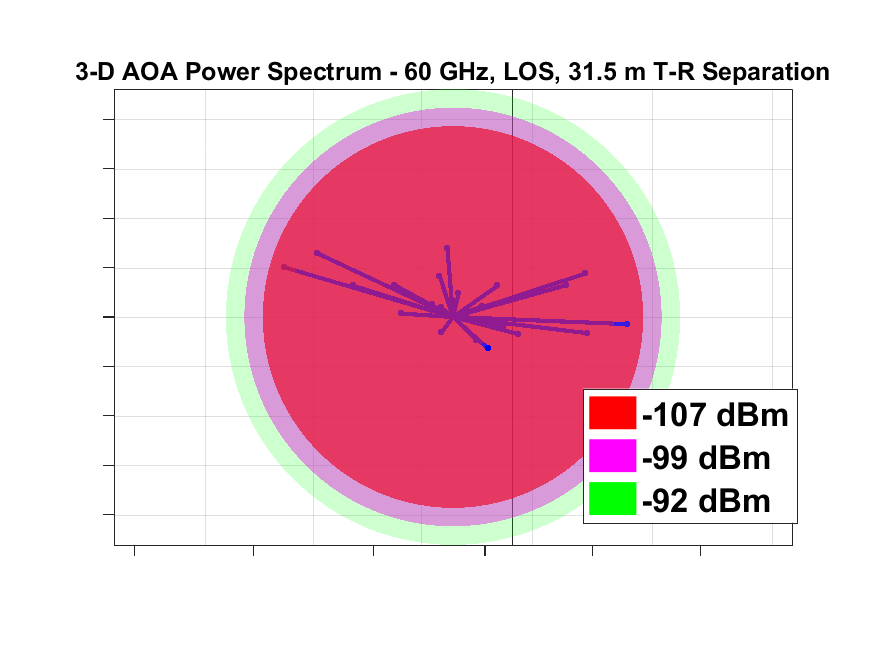 3-D AOA Power Spectrum - 60 GHz, LOS, 31.5 m T-R Separation
-107 dBm
-99 dBm
-92 dBm